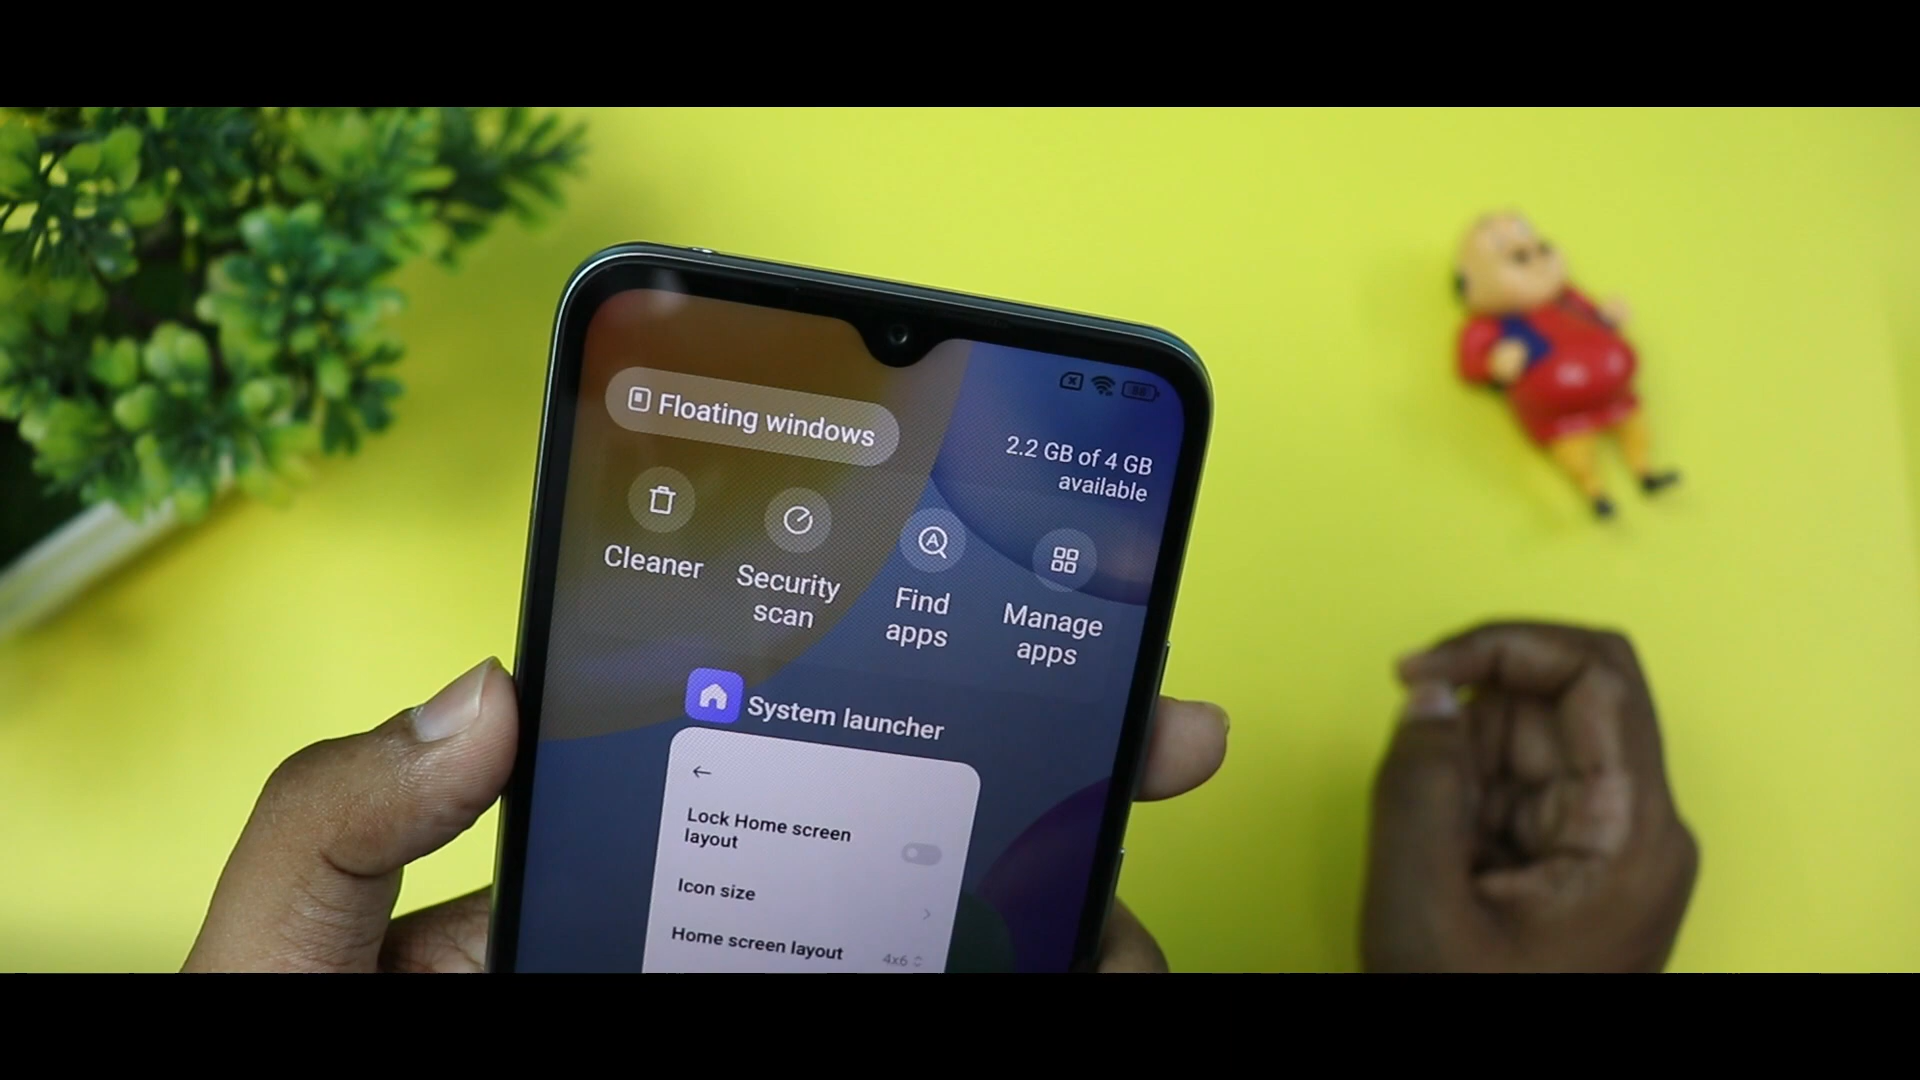 Floating windows
2.2 GB of 4 GB
available
Cleaner
Security
scan
Find
apps
Manage
apps
System launcher
Lock Home screen
layout
Icon size
Home screen layout
4x6